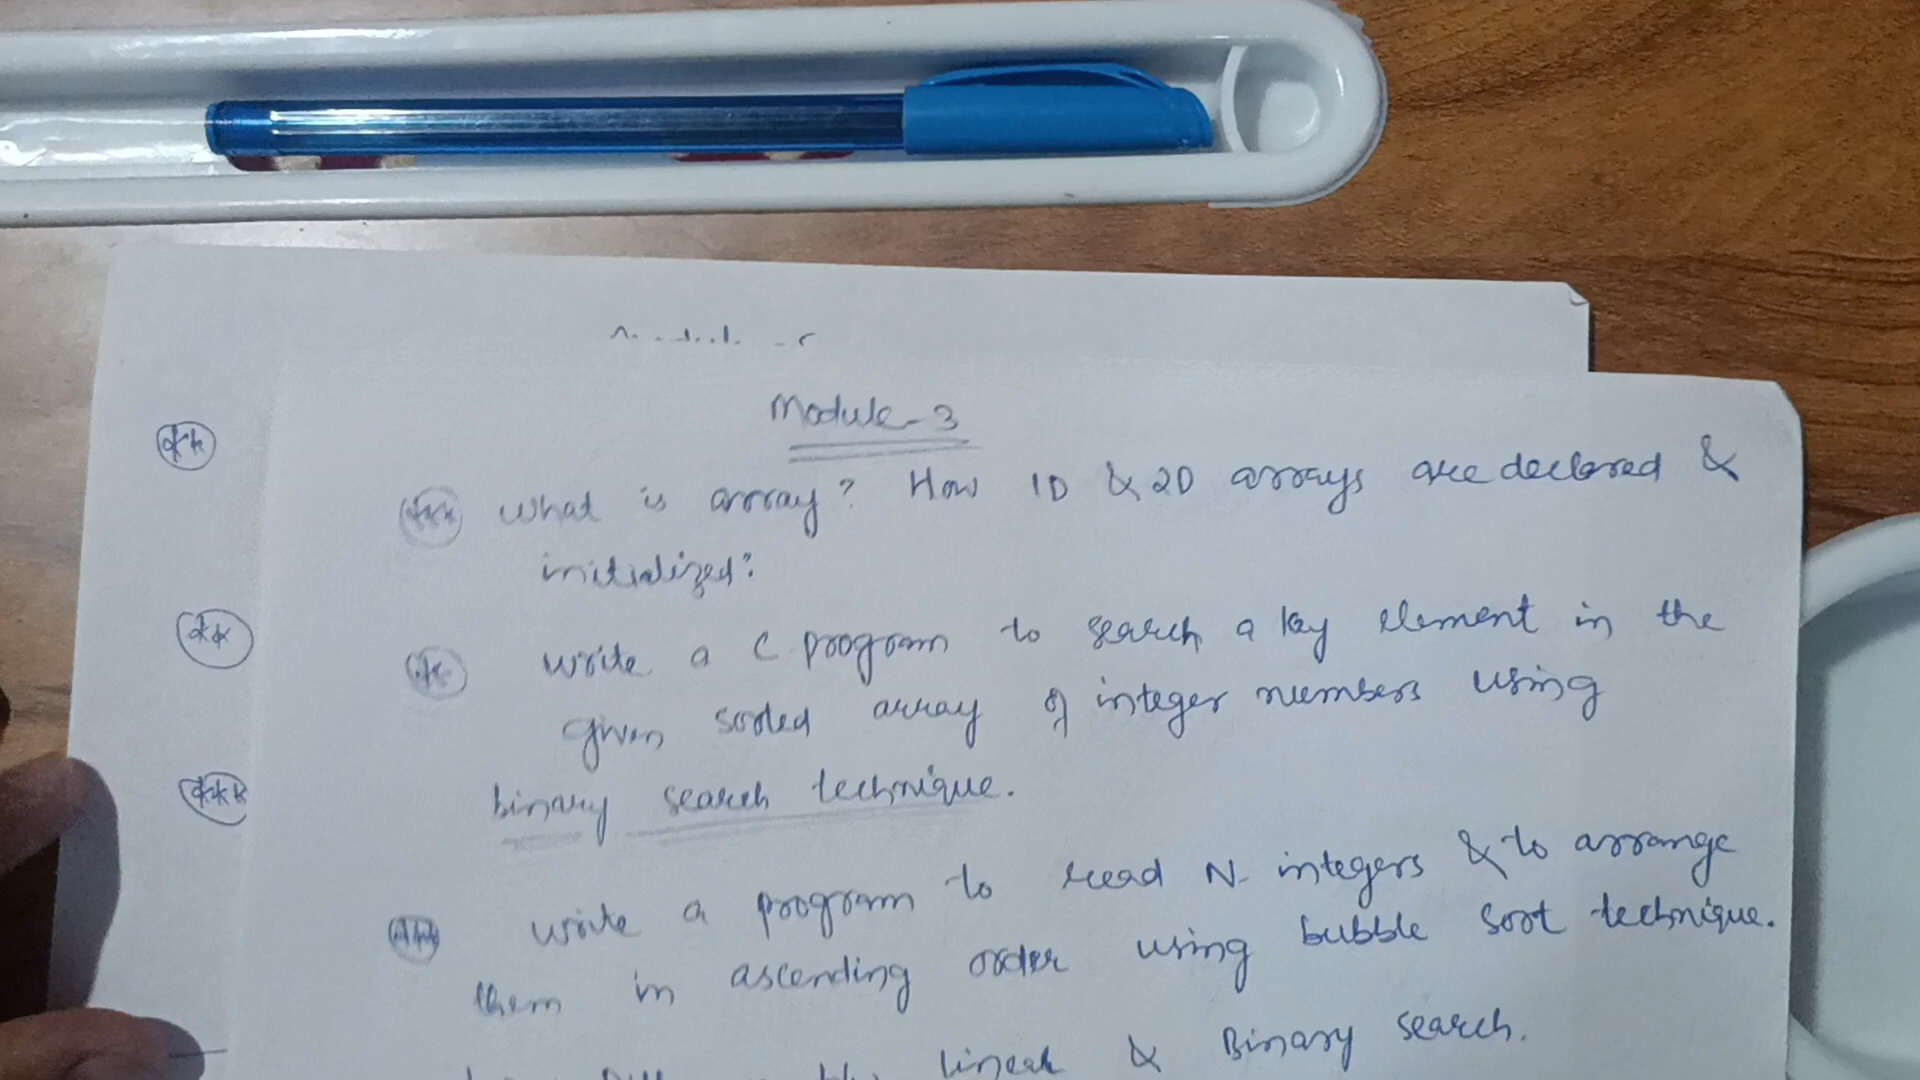 Module-3
*** What is array? How 1D & 2D arrays are declared &
initialized?
** Write a C program to search a key element in the
given sorted array of integer numbers using
binary search technique.
write a program to read N- integers & to arrange
them in ascending order using bubble sort technique.
linear & Binary search.
**
**
***